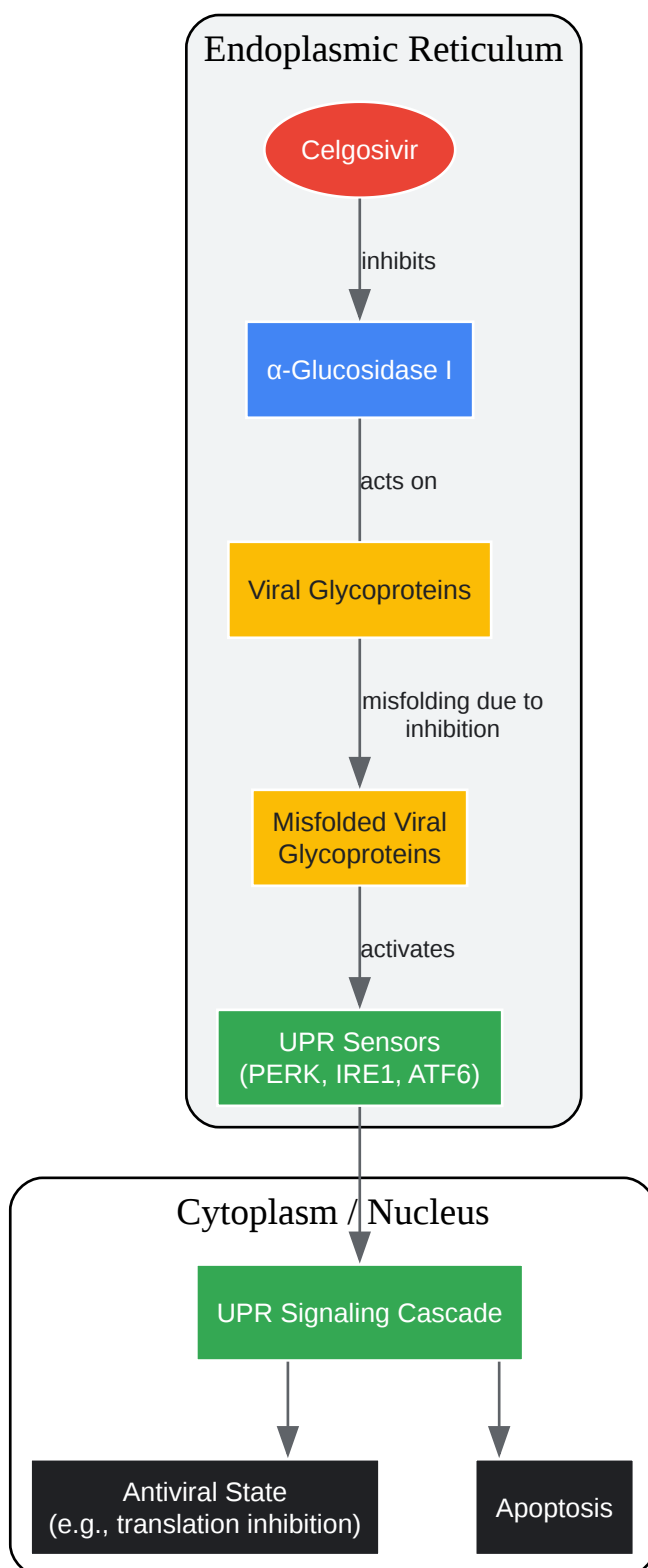 Endoplasmic Reticulum
Celgosivir
inhibits
α-Glucosidase I
acts on
Viral Glycoproteins
misfolding due to
inhibition
Misfolded Viral
Glycoproteins
activates
UPR Sensors
(PERK, IRE1, ATF6)
Cytoplasm / Nucleus
UPR Signaling Cascade
Antiviral State
(e.g., translation inhibition)
Apoptosis